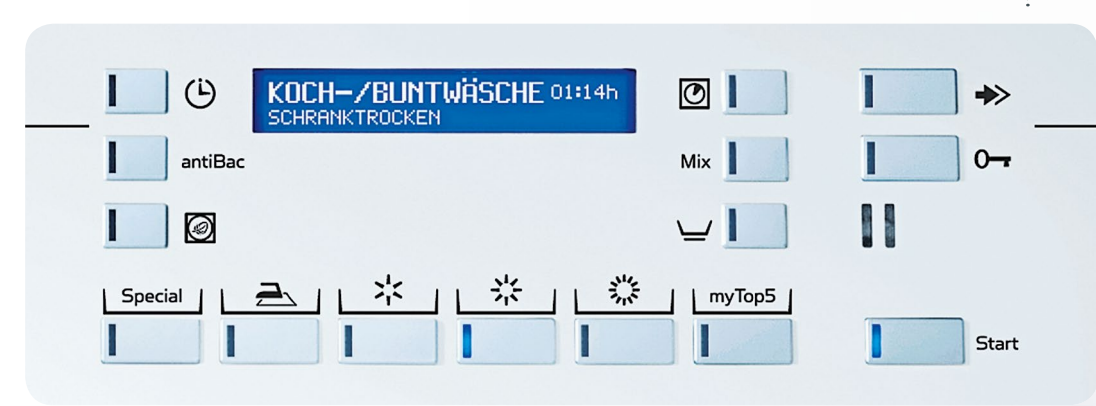 KOCH-/BUNTWÄSCHE 01:14h
SCHRANKTROCKEN
antiBac
Mix
Special
myTop5
Start